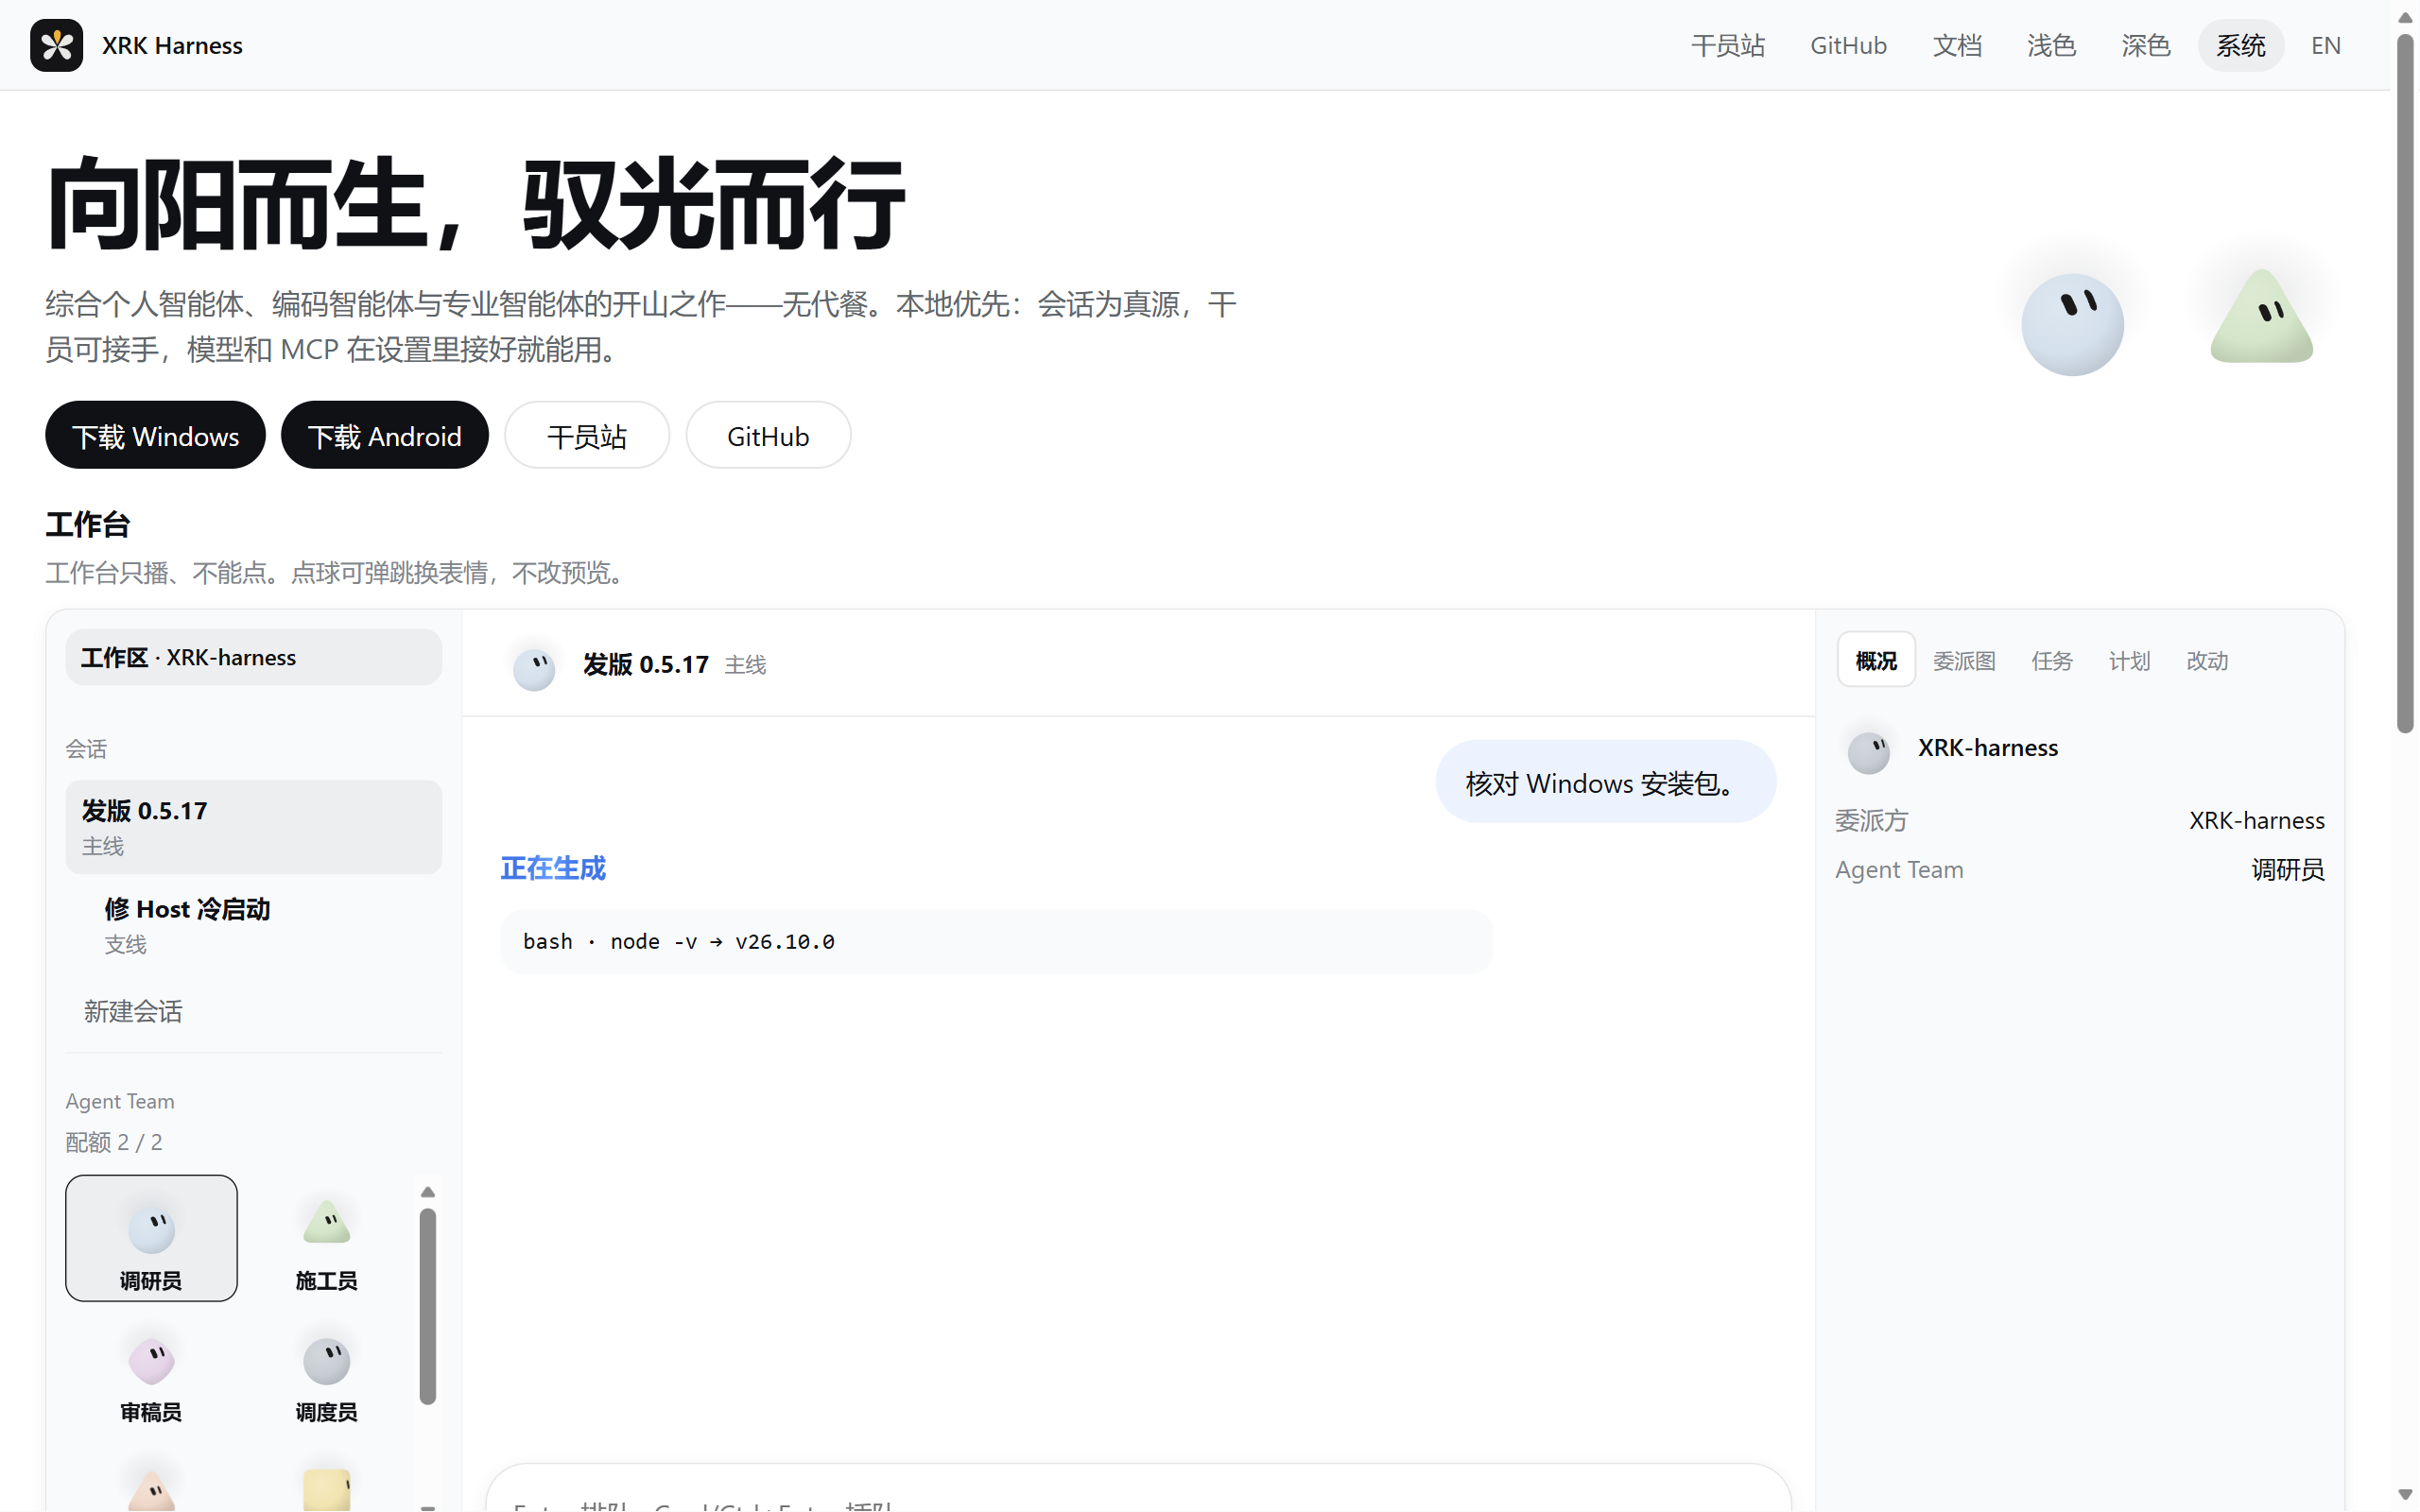 XRK Harness
干员站
GitHub
文档
浅色
深色
系统
EN
向阳而生，驭光而行
综合个人智能体、编码智能体与专业智能体的开山之作——无代餐。本地优先：会话为真源，干
员可接手，模型和 MCP 在设置里接好就能用。
下载 Windows
下载 Android
干员站
GitHub
工作台
工作台只播、不能点。点球可弹跳换表情，不改预览。
工作区 · XRK-harness
会话
发版 0.5.17
主线
修 Host 冷启动
支线
新建会话
Agent Team
配额 2 / 2
调研员
施工员
审稿员
调度员
发版 0.5.17 主线
核对 Windows 安装包。
正在生成
bash · node -v → v26.10.0
概况
委派图
任务
计划
改动
XRK-harness
委派方
XRK-harness
Agent Team
调研员